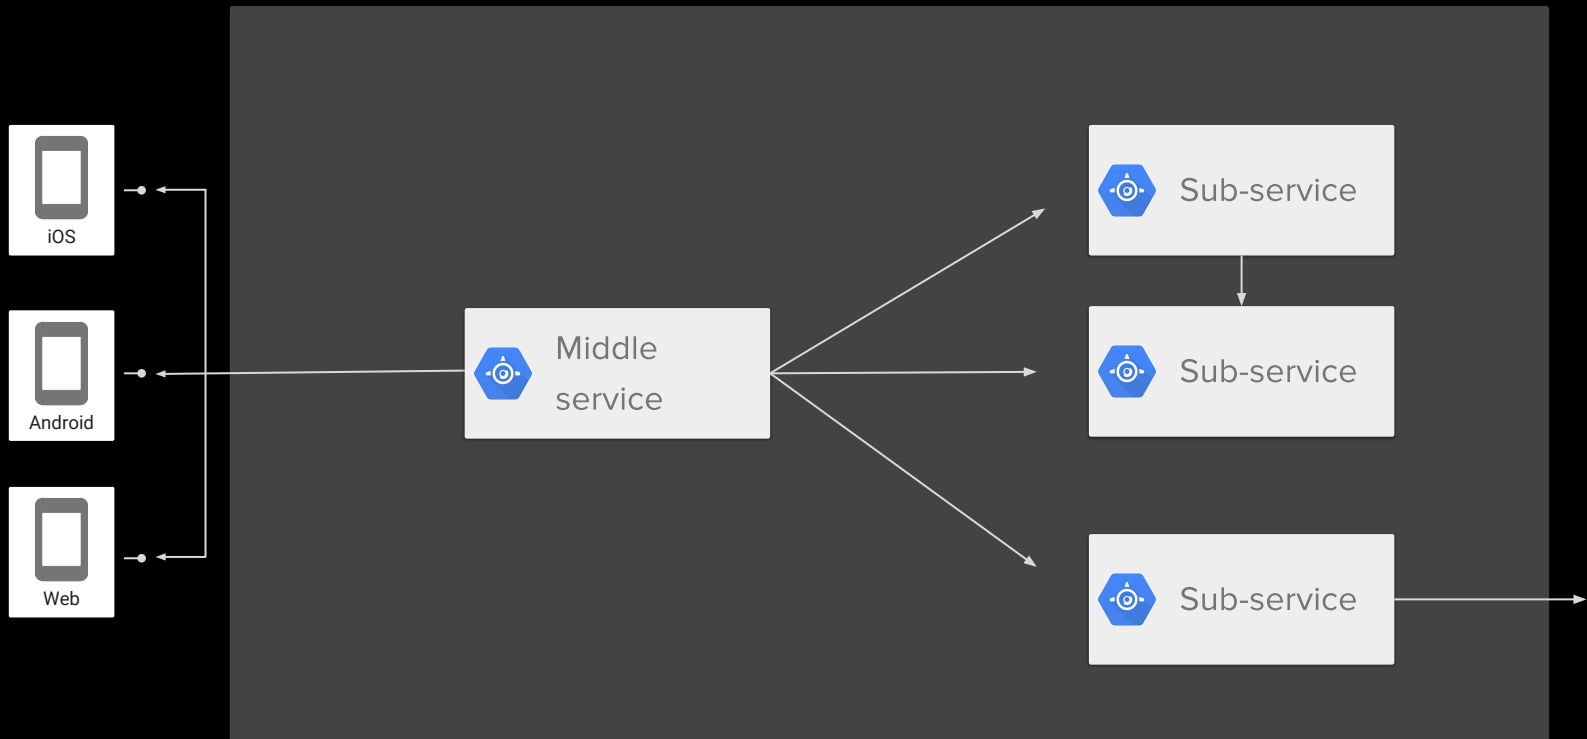 iOS
Android
Web
Middle
service
Sub-service
Sub-service
Sub-service